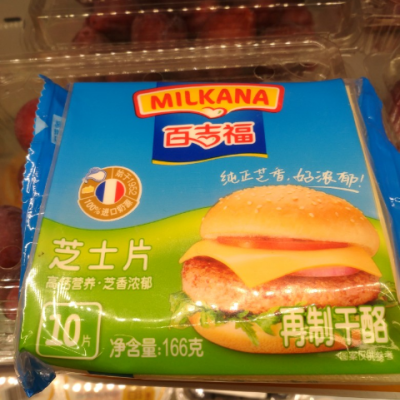 MILKANA
百吉福
纯正芝香,好浓郁!
芝士片
高钙营养·芝香浓郁
10片
净含量:166克
再制干酪